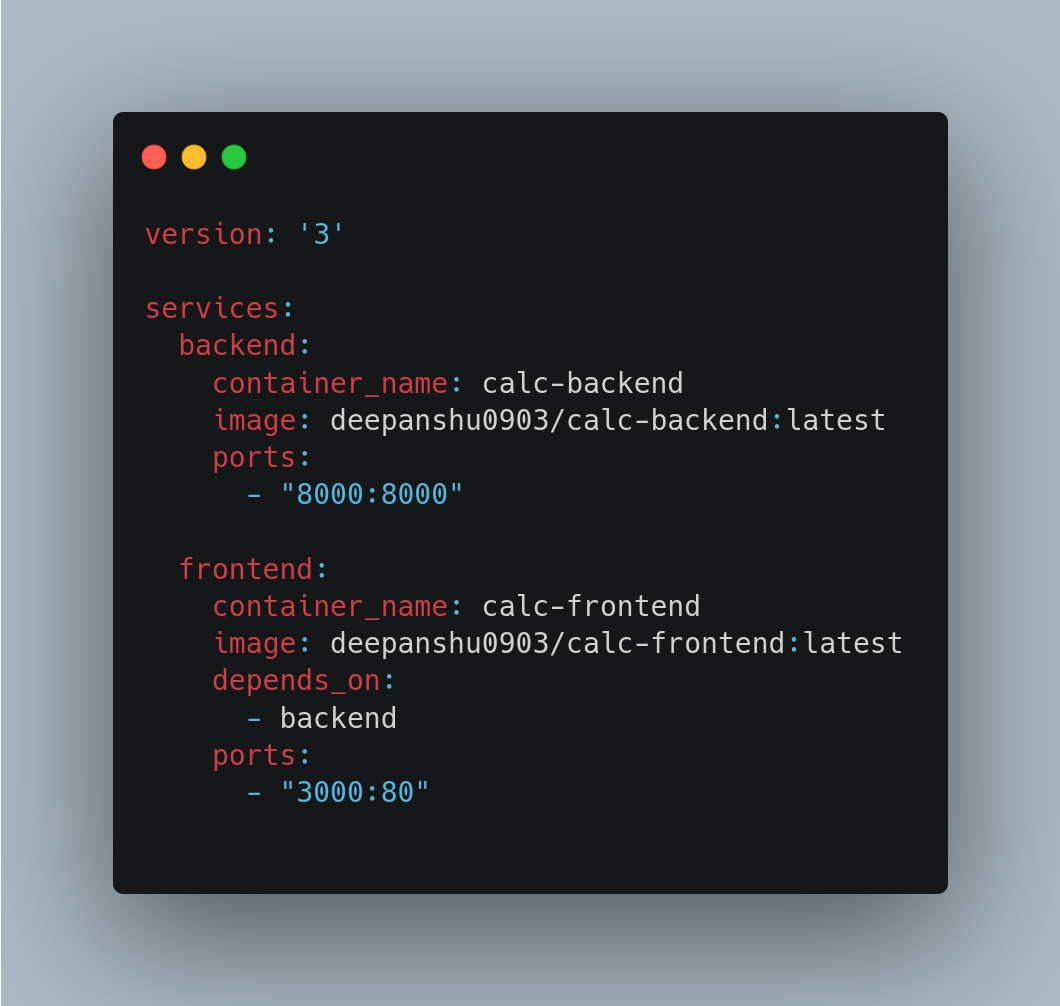 version: '3'

services:
  backend:
    container_name: calc-backend
    image: deepanshu0903/calc-backend:latest
    ports:
      - "8000:8000"

  frontend:
    container_name: calc-frontend
    image: deepanshu0903/calc-frontend:latest
    depends_on:
      - backend
    ports:
      - "3000:80"